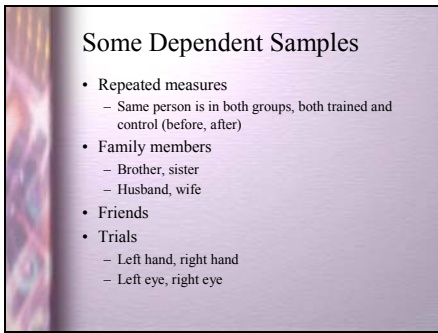 Some Dependent Samples
• Repeated measures
– Same person is in both groups, both trained and
control (before, after)
• Family members
– Brother, sister
– Husband, wife
• Friends
• Trials
– Left hand, right hand
– Left eye, right eye